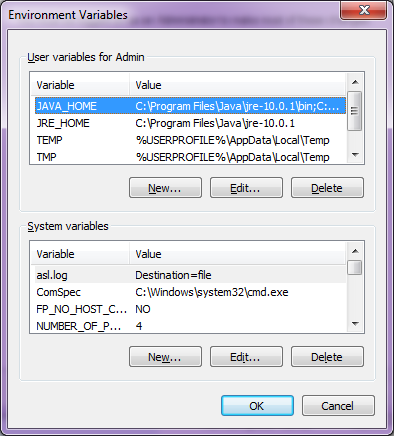 Environment Variables
User variables for Admin
Variable Value
JAVA_HOME C:\Program Files\Java\jre-10.0.1\bin;C:...
JRE_HOME C:\Program Files\Java\jre-10.0.1
TEMP %USERPROFILE%\AppData\Local\Temp
TMP %USERPROFILE%\AppData\Local\Temp
New... Edit... Delete
System variables
Variable Value
asl.log Destination=file
ComSpec C:\Windows\system32\cmd.exe
FP_NO_HOST_C... NO
NUMBER_OF_P... 4
New... Edit... Delete
OK Cancel